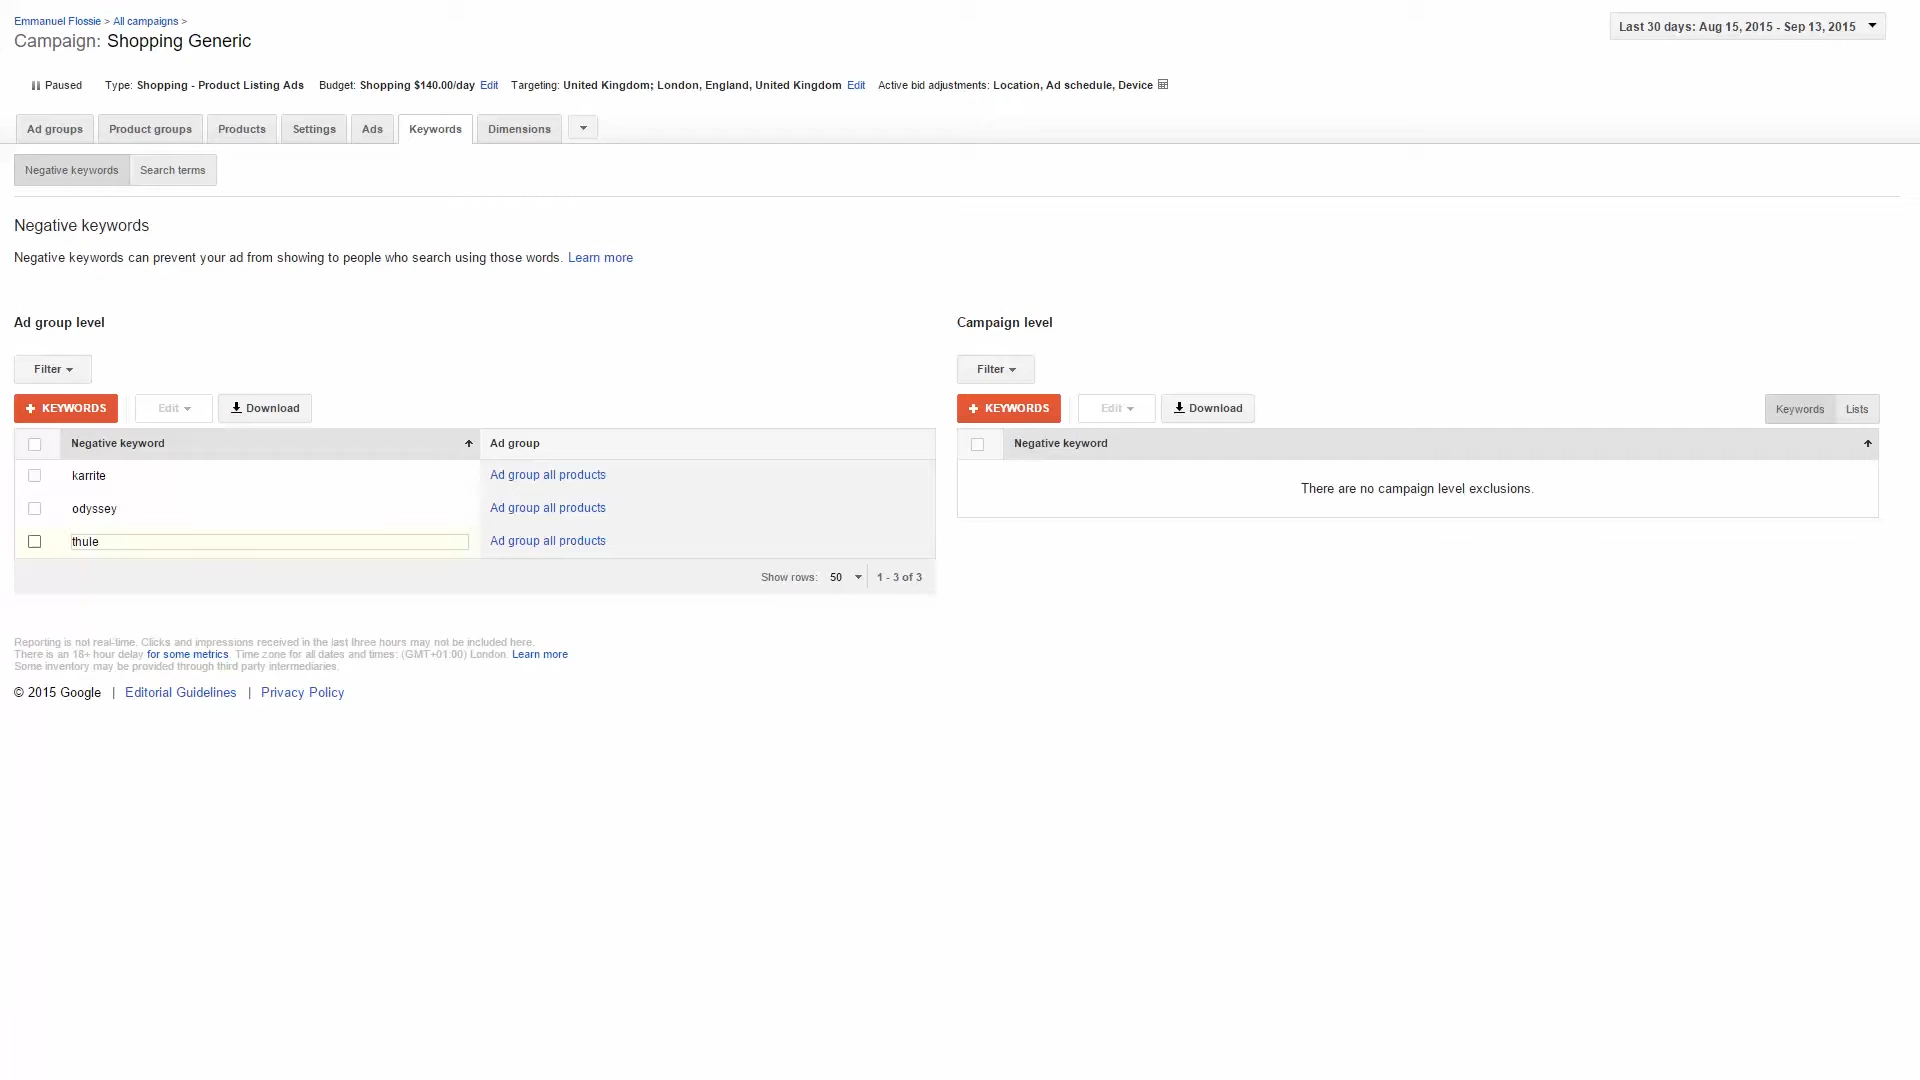 Emmanuel Flossie > All campaigns >
Campaign: Shopping Generic
Last 30 days: Aug 15, 2015 - Sep 13, 2015
Paused Type: Shopping - Product Listing Ads Budget: Shopping $140.00/day Edit Targeting: United Kingdom; London, England, United Kingdom Edit Active bid adjustments: Location, Ad schedule, Device
Ad groups Product groups Products Settings Ads Keywords Dimensions
Negative keywords Search terms
Negative keywords
Negative keywords can prevent your ad from showing to people who search using those words. Learn more
Ad group level
Filter
+ KEYWORDS Edit Download
Negative keyword Ad group
karrite Ad group all products
odyssey Ad group all products
thule Ad group all products
Show rows: 50 1 - 3 of 3
Campaign level
Filter
+ KEYWORDS Edit Download Keywords Lists
Negative keyword
There are no campaign level exclusions.
Reporting is not real-time. Clicks and impressions received in the last three hours may not be included here.
There is an 18+ hour delay for some metrics. Time zone for all dates and times: (GMT+01:00) London. Learn more
Some inventory may be provided through third party intermediaries.
© 2015 Google | Editorial Guidelines | Privacy Policy